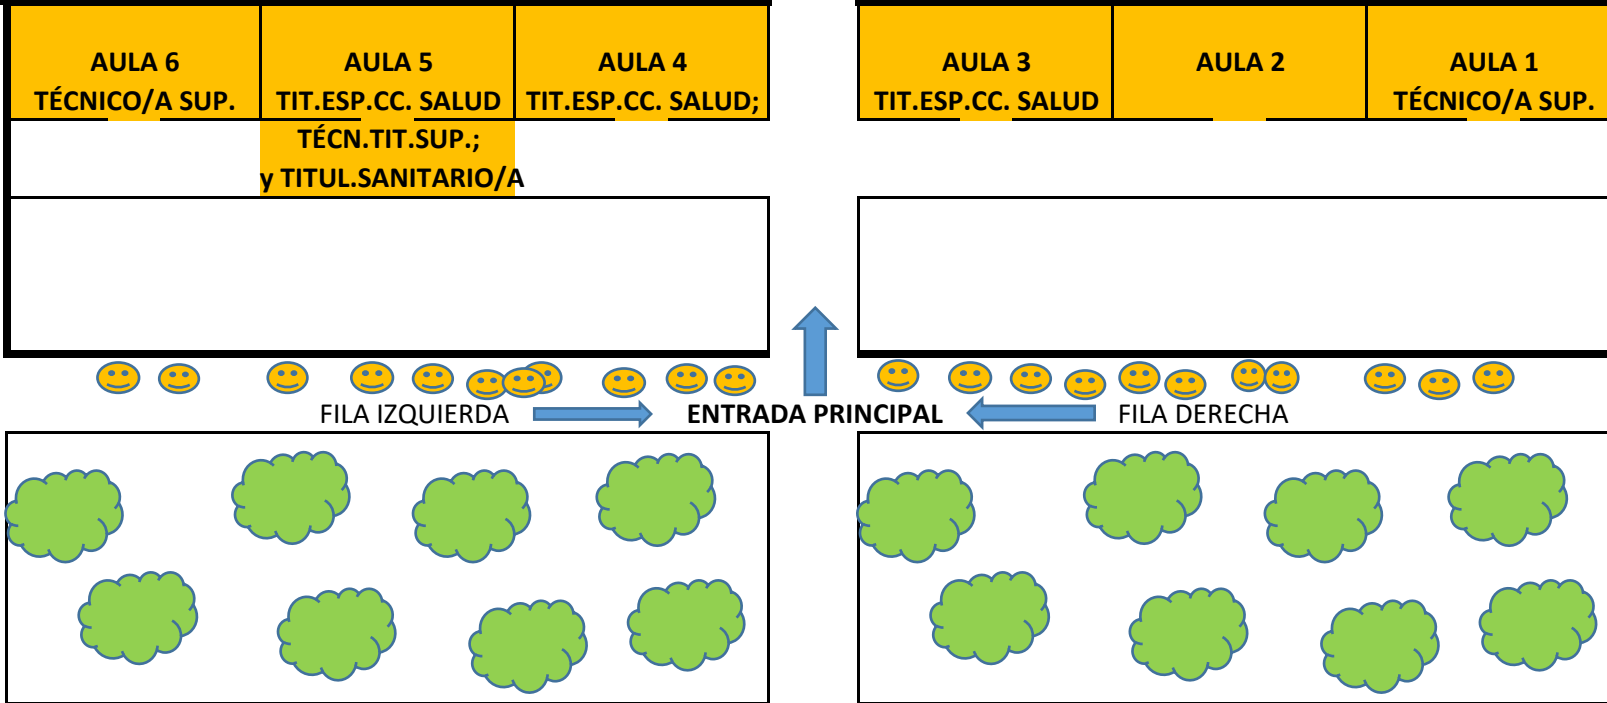 AULA 6
TÉCNICO/A SUP.
AULA 5
TIT.ESP.CC. SALUD
TÉCN.TIT.SUP.;
y TITUL.SANITARIO/A
AULA 4
TIT.ESP.CC. SALUD;
AULA 3
TIT.ESP.CC. SALUD
AULA 2
AULA 1
TÉCNICO/A SUP.
FILA IZQUIERDA
ENTRADA PRINCIPAL
FILA DERECHA